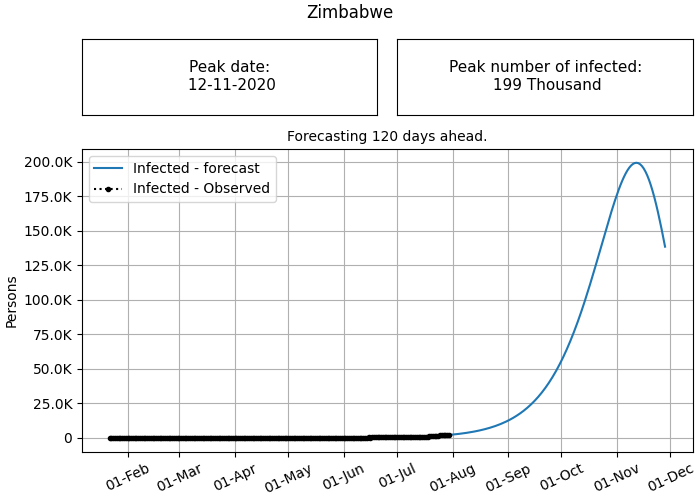 Zimbabwe
Peak date:
12-11-2020
Peak number of infected:
199 Thousand
Forecasting 120 days ahead.
Infected - forecast
Infected - Observed
Persons
200.0K
175.0K
150.0K
125.0K
100.0K
75.0K
50.0K
25.0K
0
01-Feb
01-Mar
01-Apr
01-May
01-Jun
01-Jul
01-Aug
01-Sep
01-Oct
01-Nov
01-Dec